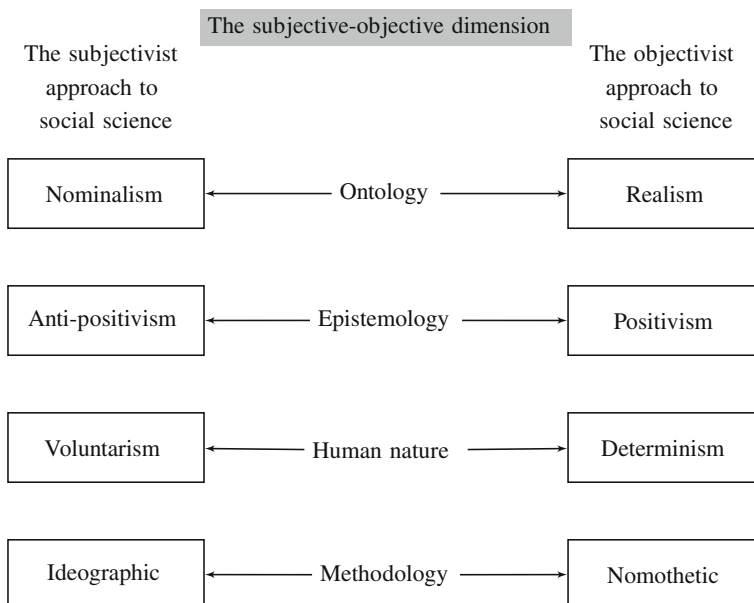 The subjective-objective dimension
The subjectivist
approach to
social science
The objectivist
approach to
social science
Nominalism
Ontology
Realism
Anti-positivism
Epistemology
Positivism
Voluntarism
Human nature
Determinism
Ideographic
Methodology
Nomothetic